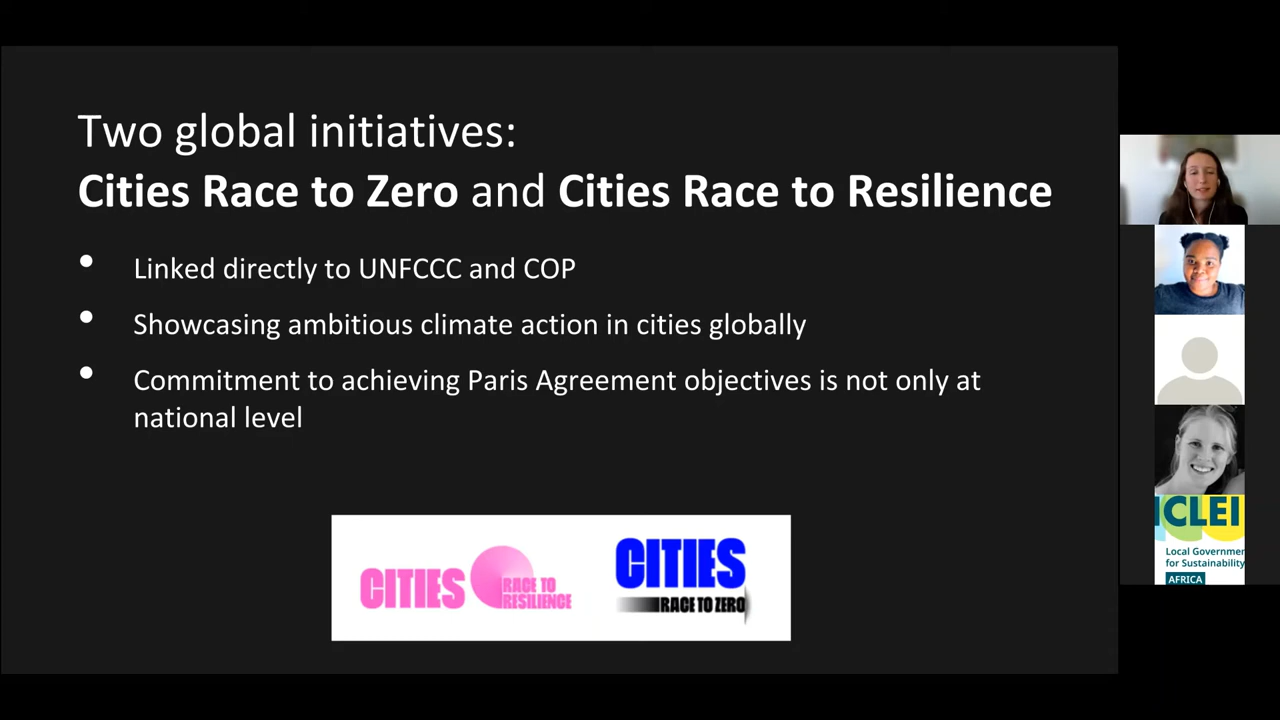 Two global initiatives:
Cities Race to Zero and Cities Race to Resilience
• Linked directly to UNFCCC and COP
• Showcasing ambitious climate action in cities globally
• Commitment to achieving Paris Agreement objectives is not only at
national level
CITIES RACE TO
RESILIENCE
CITIES
RACE TO ZERO
ICLEI
Local Governmen
for Sustainability
AFRICA